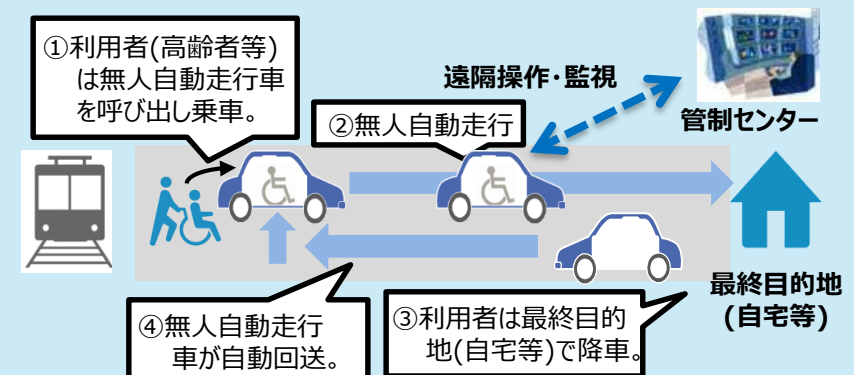 ①利用者(高齢者等)
は無人自動走行車
を呼び出し乗車。
遠隔操作・監視
②無人自動走行
管制センター
最終目的地
(自宅等)
④無人自動走行
車が自動回送。
③利用者は最終目的
地(自宅等)で降車。